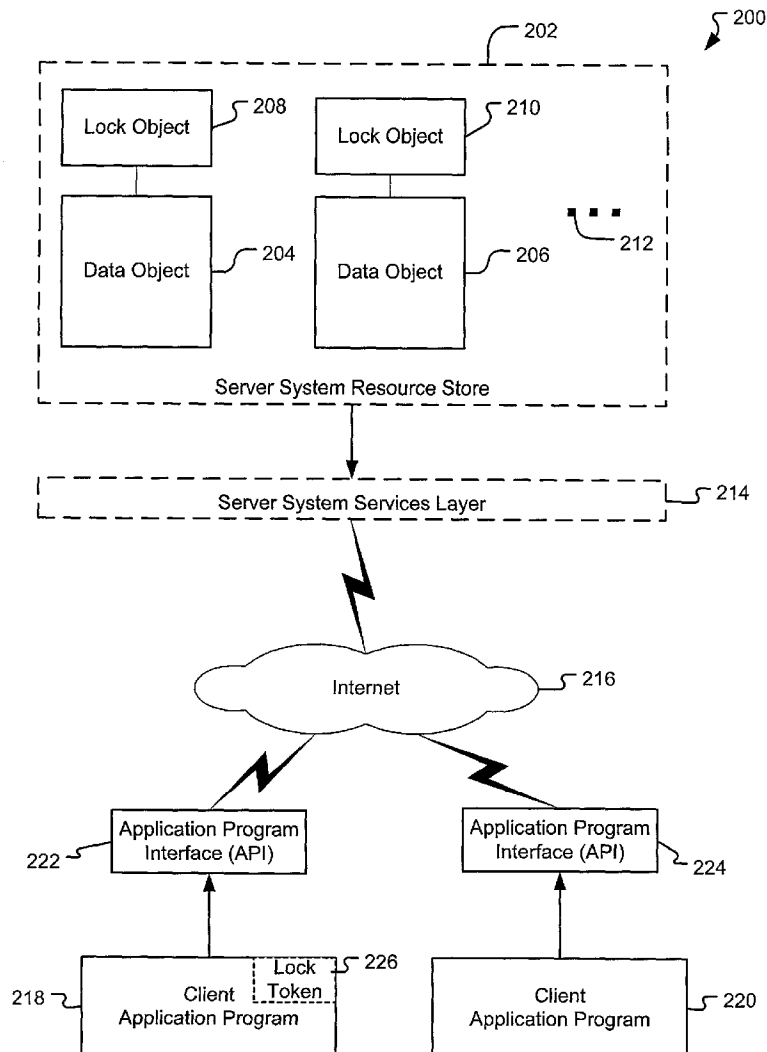 200
202
208
Lock Object
210
Lock Object
212
Data Object
204
Data Object
206
Server System Resource Store
Server System Services Layer
214
Internet
216
222
Application Program
Interface (API)
Application Program
Interface (API)
224
218
Client
Application Program
Lock
Token
226
Client
Application Program
220